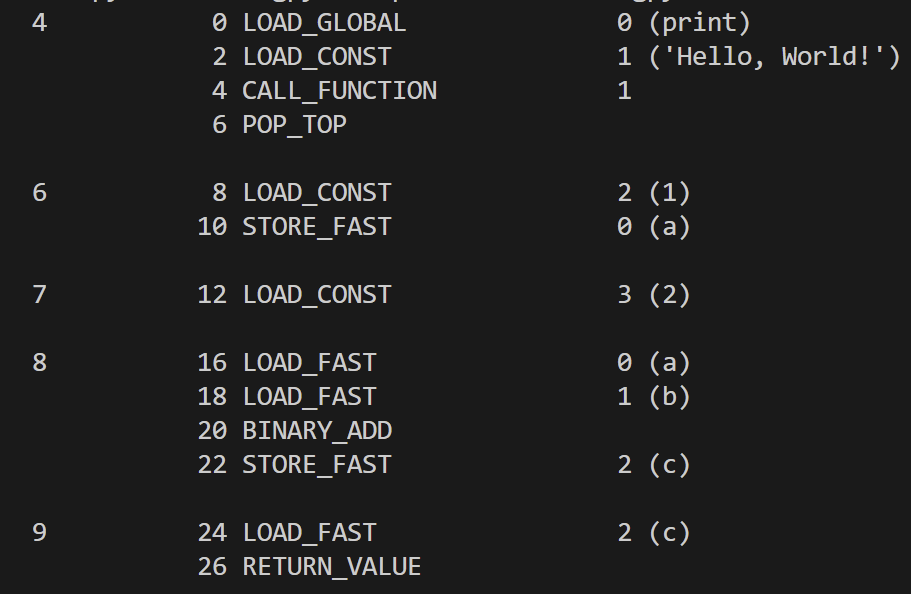 4 0 LOAD_GLOBAL 0 (print)
2 LOAD_CONST 1 ('Hello, World!')
4 CALL_FUNCTION 1
6 POP_TOP
6 8 LOAD_CONST 2 (1)
10 STORE_FAST 0 (a)
7 12 LOAD_CONST 3 (2)
8 16 LOAD_FAST 0 (a)
18 LOAD_FAST 1 (b)
20 BINARY_ADD
22 STORE_FAST 2 (c)
9 24 LOAD_FAST 2 (c)
26 RETURN_VALUE